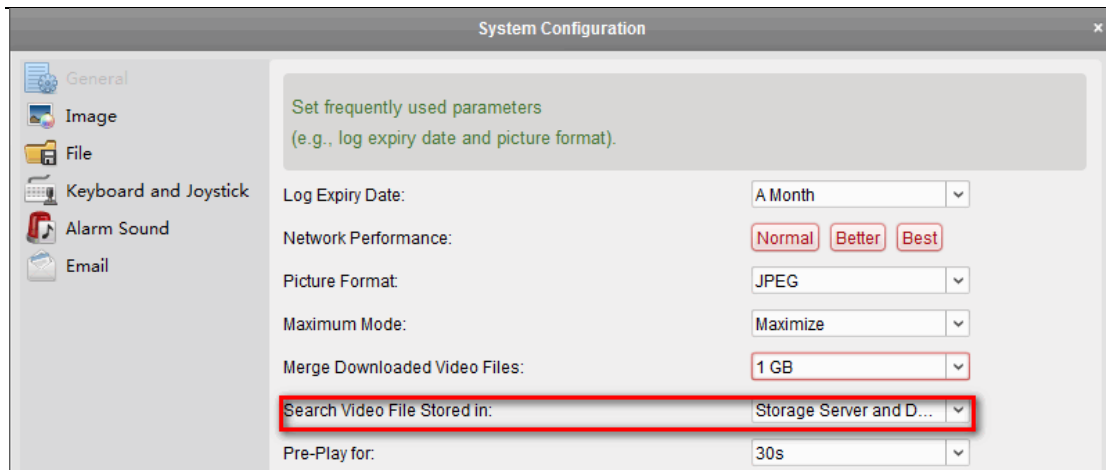 System Configuration
General
Image
File
Keyboard and Joystick
Alarm Sound
Email
Set frequently used parameters
(e.g., log expiry date and picture format).
Log Expiry Date: A Month
Network Performance: Normal Better Best
Picture Format: JPEG
Maximum Mode: Maximize
Merge Downloaded Video Files: 1 GB
Search Video File Stored in: Storage Server and D...
Pre-Play for: 30s